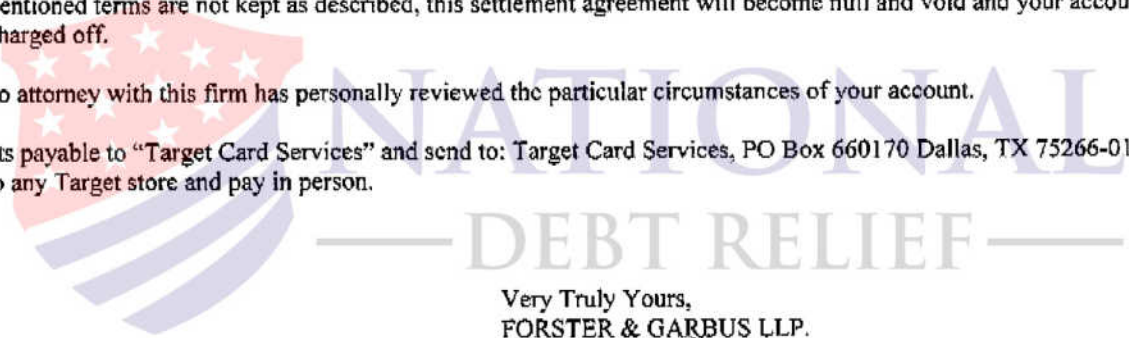 entioned terms are not kept as described, this settlement agreement will become null and void and your accou
harged off.
o attorney with this firm has personally reviewed the particular circumstances of your account.
ts payable to "Target Card Services" and send to: Target Card Services, PO Box 660170 Dallas, TX 75266-01
o any Target store and pay in person.
NATIONAL
DEBT RELIEF
Very Truly Yours,
FORSTER & GARBUS LLP.